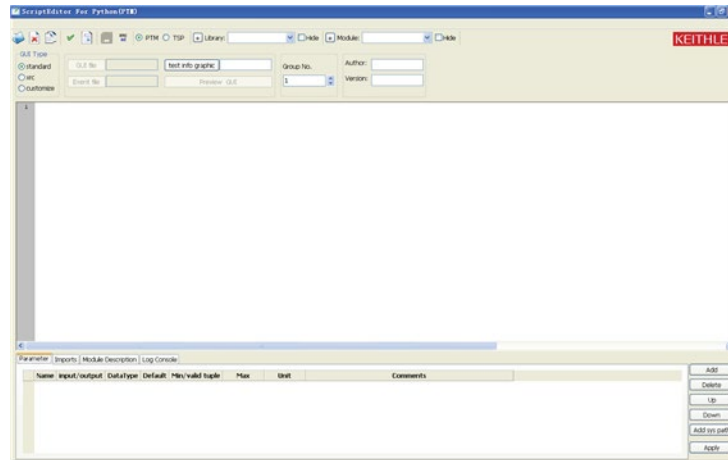 ScriptEditor For Python(PTM)
PTM TSP Library: Hide Module: Hide
KEITHLE
GUI Type
standard
src
customize
GUI file
test info graphic
Event file
Preview GUI
Group No.
1
Author:
Version:
1
Parameter Imports Module Description Log Console
Name input/output DataType Default Min/valid tuple Max Unit Comments
Add
Delete
Up
Down
Add sys path
Apply